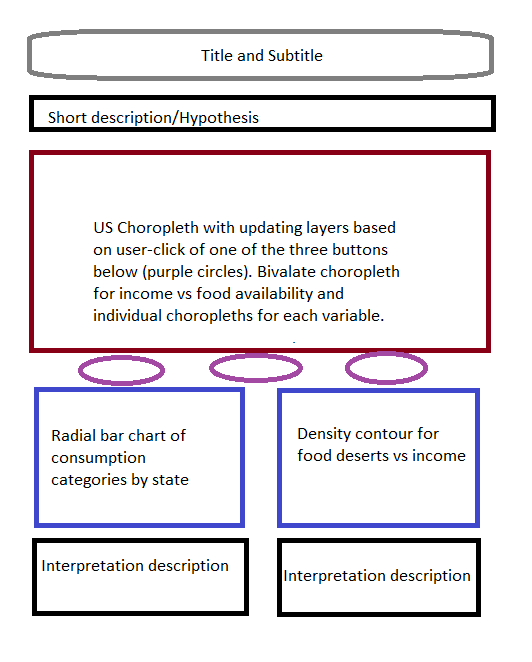 Title and Subtitle
Short description/Hypothesis
US Choropleth with updating layers based
on user-click of one of the three buttons
below (purple circles). Bivalate choropleth
for income vs food availability and
individual choropleths for each variable.
Radial bar chart of
consumption
categories by state
Density contour for
food deserts vs income
Interpretation description
Interpretation description